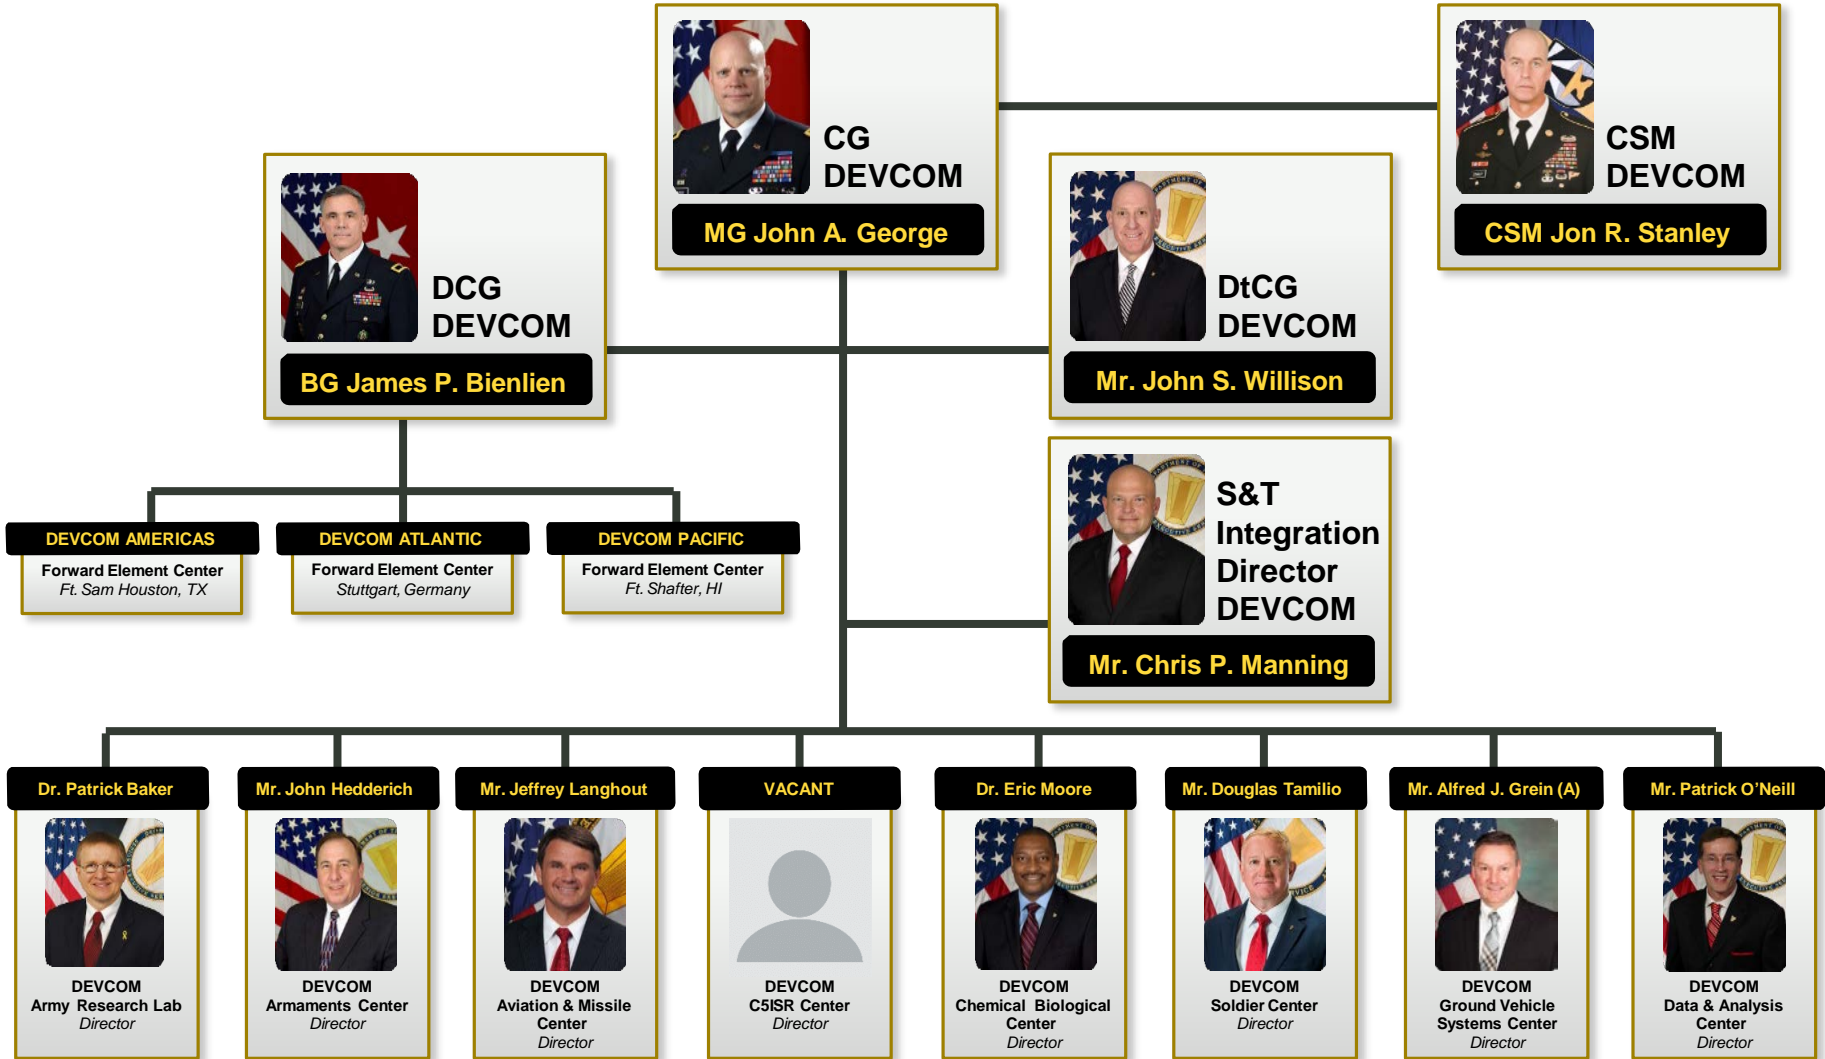 CG
DEVCOM
MG John A. George
CSM
DEVCOM
CSM Jon R. Stanley
DCG
DEVCOM
BG James P. Bienlien
DtCG
DEVCOM
Mr. John S. Willison
S&T
Integration
Director
DEVCOM
Mr. Chris P. Manning
DEVCOM AMERICAS
Forward Element Center
Ft. Sam Houston, TX
DEVCOM ATLANTIC
Forward Element Center
Stuttgart, Germany
DEVCOM PACIFIC
Forward Element Center
Ft. Shafter, HI
Dr. Patrick Baker
DEVCOM
Army Research Lab
Director
Mr. John Hedderich
DEVCOM
Armaments Center
Director
Mr. Jeffrey Langhout
DEVCOM
Aviation & Missile
Center
Director
VACANT
DEVCOM
C5ISR Center
Director
Dr. Eric Moore
DEVCOM
Chemical Biological
Center
Director
Mr. Douglas Tamilio
DEVCOM
Soldier Center
Director
Mr. Alfred J. Grein (A)
DEVCOM
Ground Vehicle
Systems Center
Director
Mr. Patrick O’Neill
DEVCOM
Data & Analysis
Center
Director